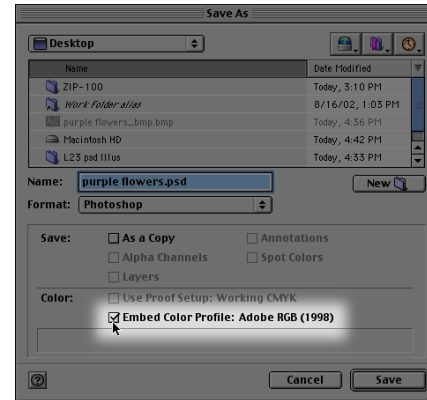 Save As
Desktop
Name Date Modified
ZIP-100 Today, 3:10 PM
Work Folder alias 8/16/02, 1:03 PM
purple flowers_bmp.bmp Today, 4:36 PM
Macintosh HD Today, 4:42 PM
L23 psd IIIus Today, 4:33 PM
Name: purple flowers.psd New
Format: Photoshop
Save: As a Copy Annotations
Alpha Channels Spot Colors
Layers
Color: Use Proof Setup: Working CMYK
Embed Color Profile: Adobe RGB (1998)
Cancel Save